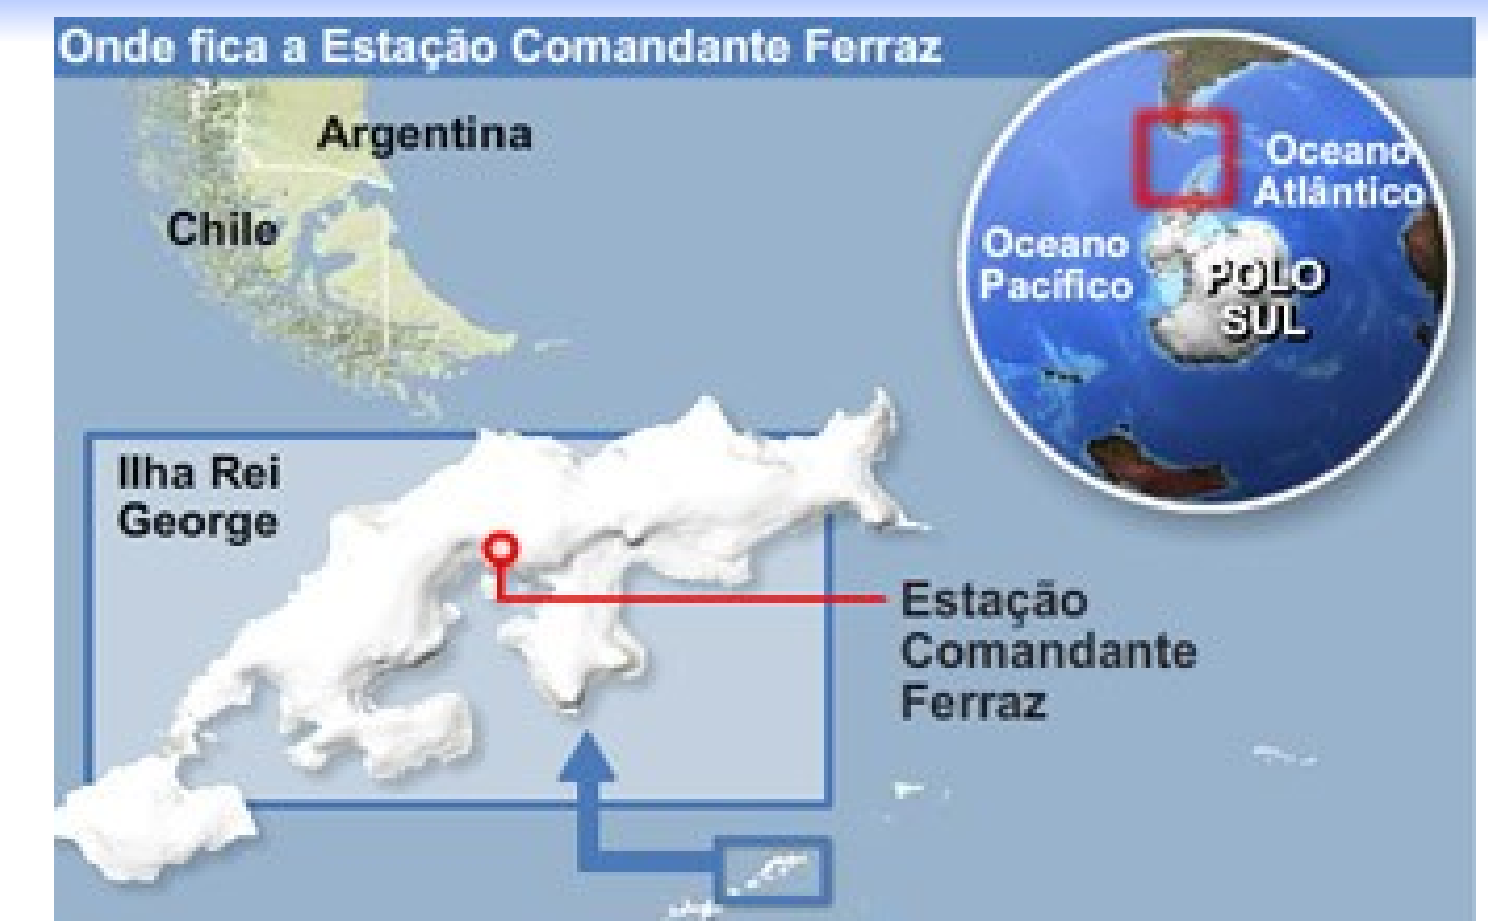 Onde fica a Estação Comandante Ferraz
Argentina
Chile
Oceano
Atlântico
Oceano
Pacífico
POLO
SUL
Ilha Rei
George
Estação
Comandante
Ferraz